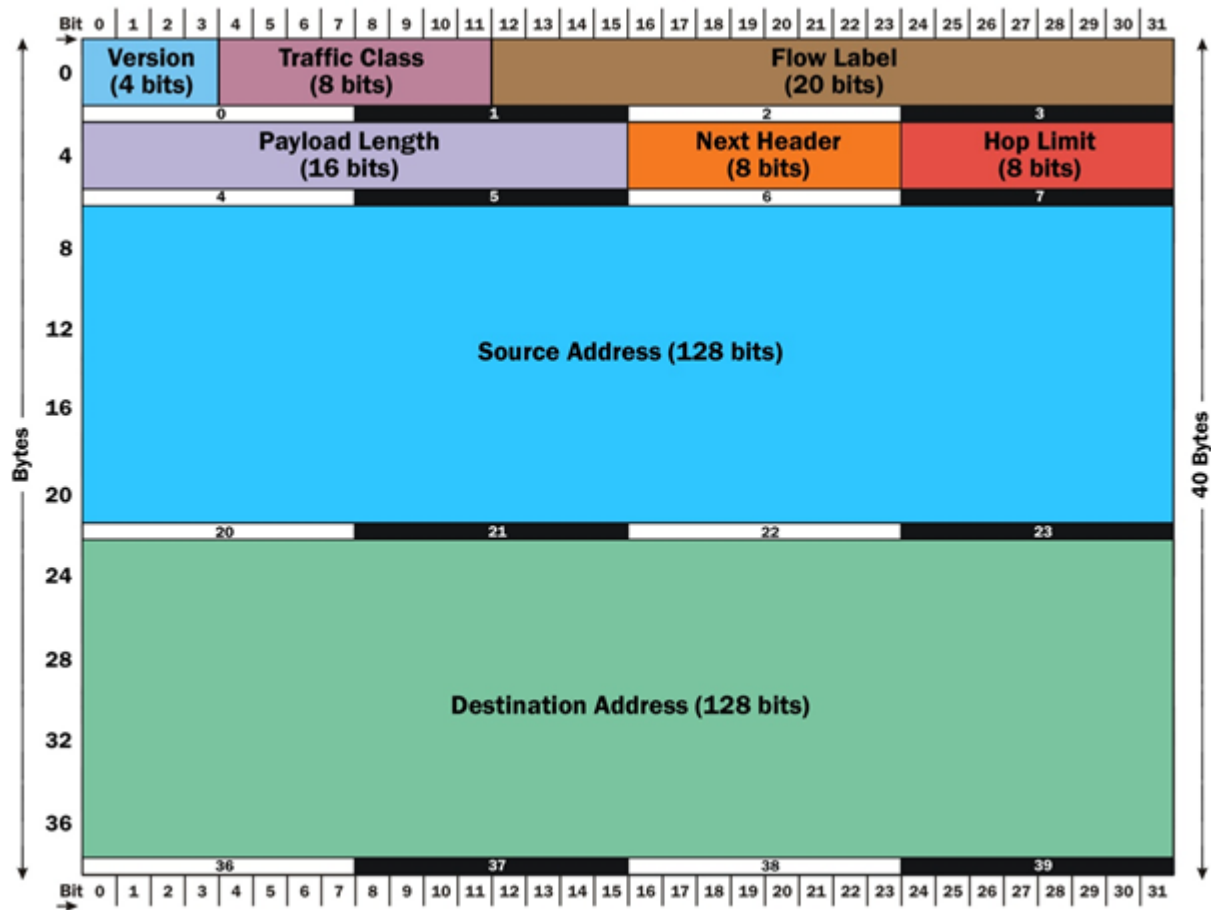 Bit 0 1 2 3 4 5 6 7 8 9 10 11 12 13 14 15 16 17 18 19 20 21 22 23 24 25 26 27 28 29 30 31
0 Version Traffic Class Flow Label
(4 bits) (8 bits) (20 bits)
0 1 2 3
4 Payload Length Next Header Hop Limit
(16 bits) (8 bits) (8 bits)
4 5 6 7
8
12
Source Address (128 bits)
16
Bytes
40 Bytes
20
20 21 22 23
24
28
Destination Address (128 bits)
32
36
36 37 38 39
Bit 0 1 2 3 4 5 6 7 8 9 10 11 12 13 14 15 16 17 18 19 20 21 22 23 24 25 26 27 28 29 30 31